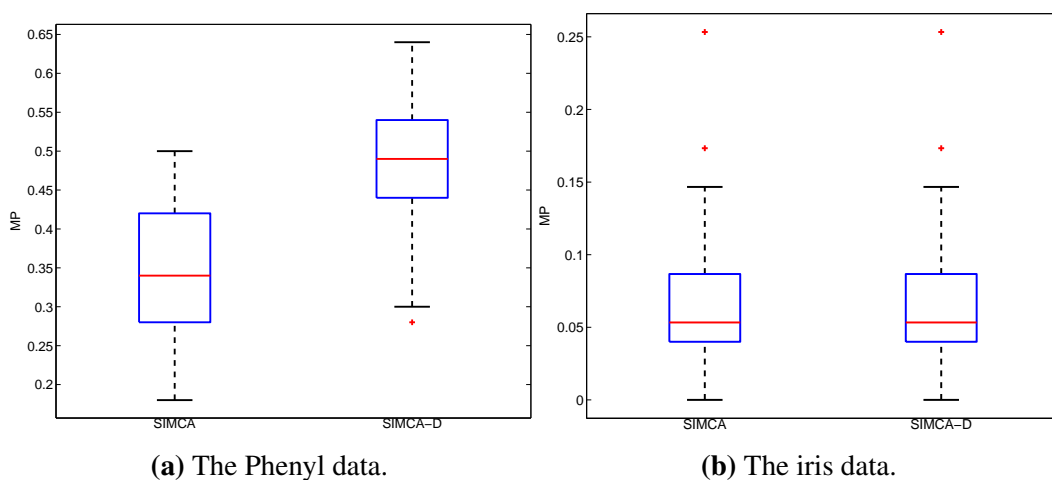 0.65
0.6
0.55
0.5
0.45
0.4
0.35
0.3
0.25
0.2
MP
SIMCA
SIMCA−D
(a) The Phenyl data.
0.25
0.2
0.15
0.1
0.05
0
MP
SIMCA
SIMCA−D
(b) The iris data.